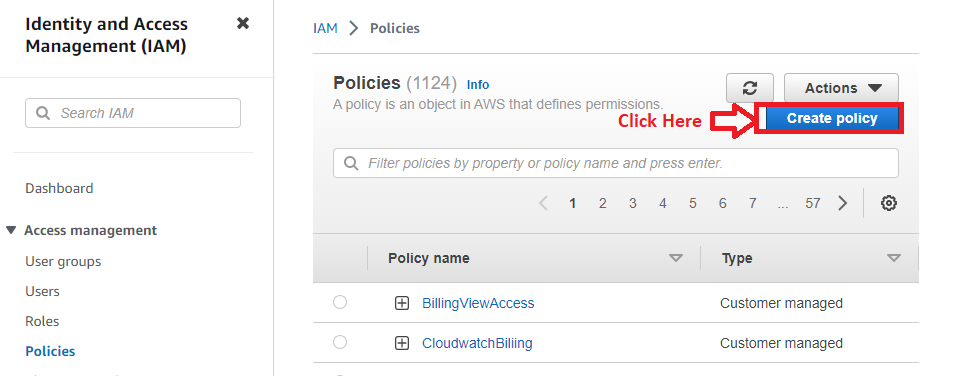 Identity and Access
Management (IAM)
Search IAM
Dashboard
Access management
User groups
Users
Roles
Policies
IAM > Policies
Policies (1124) Info
A policy is an object in AWS that defines permissions.
Actions
Click Here
Create policy
Filter policies by property or policy name and press enter.
1 2 3 4 5 6 7 ... 57
Policy name Type
BillingViewAccess Customer managed
CloudwatchBiliing Customer managed